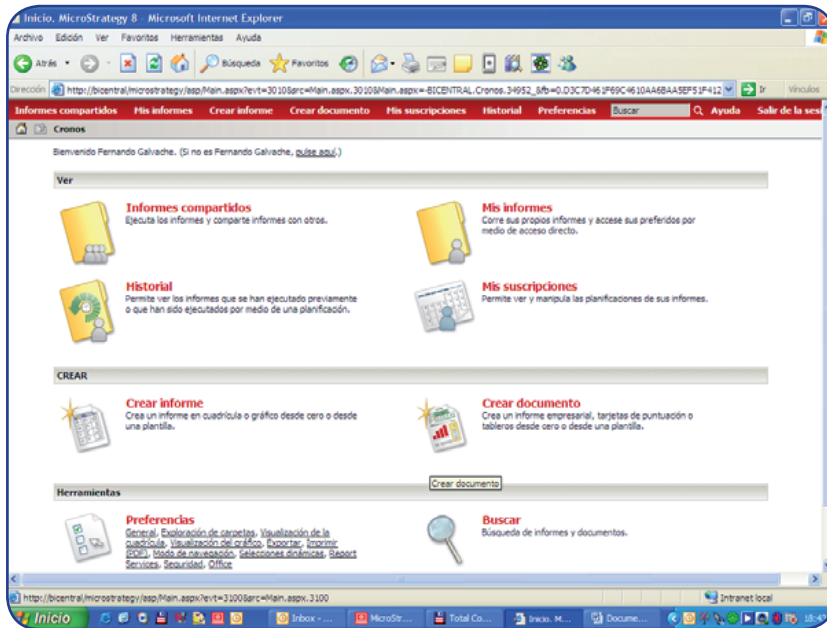 Inicio. MicroStrategy 8 - Microsoft Internet Explorer
Archivo Edición Ver Favoritos Herramientas Ayuda
Atrás Búsqueda Favoritos
Dirección http://bicentral/microstrategy/asp/Main.aspx?evt=3010&src=Main.aspx.3010&Main.aspx=-BICENTRAL.Cronos.34952_&fb=0.D3C7D461F69C4610AA6BAA5EF51F412 Ir Vínculos
Informes compartidos Mis informes Crear informe Crear documento Mis suscripciones Historial Preferencias Buscar Ayuda Salir de la sesi
Cronos
Bienvenido Fernando Galvache. (Si no es Fernando Galvache, pulse aquí.)
Ver
Informes compartidos
Ejecuta los informes y comparte informes con otros.
Mis informes
Corre sus propios informes y accese sus preferidos por
medio de acceso directo.
Historial
Permite ver los informes que se han ejecutado previamente
o que han sido ejecutados por medio de una planificación.
Mis suscripciones
Permite ver y manipula las planificaciones de sus informes.
CREAR
Crear informe
Crea un informe en cuadrícula o gráfico desde cero o desde
una plantilla.
Crear documento
Crea un informe empresarial, tarjetas de puntuación o
tableros desde cero o desde una plantilla.
Crear documento
Herramientas
Preferencias
General, Exploración de carpetas, Visualización de la
cuadrícula, Visualización del gráfico, Exportar, Imprimir
(PDF), Modo de navegación, Selecciones dinámicas, Report
Services, Seguridad, Office
Buscar
Búsqueda de informes y documentos.
http://bicentral/microstrategy/asp/Main.aspx?evt=3100&src=Main.aspx.3100 Intranet local
Inicio Inbox - ... MicroStr... Total Co... Inicio. M... Docume... 18:43